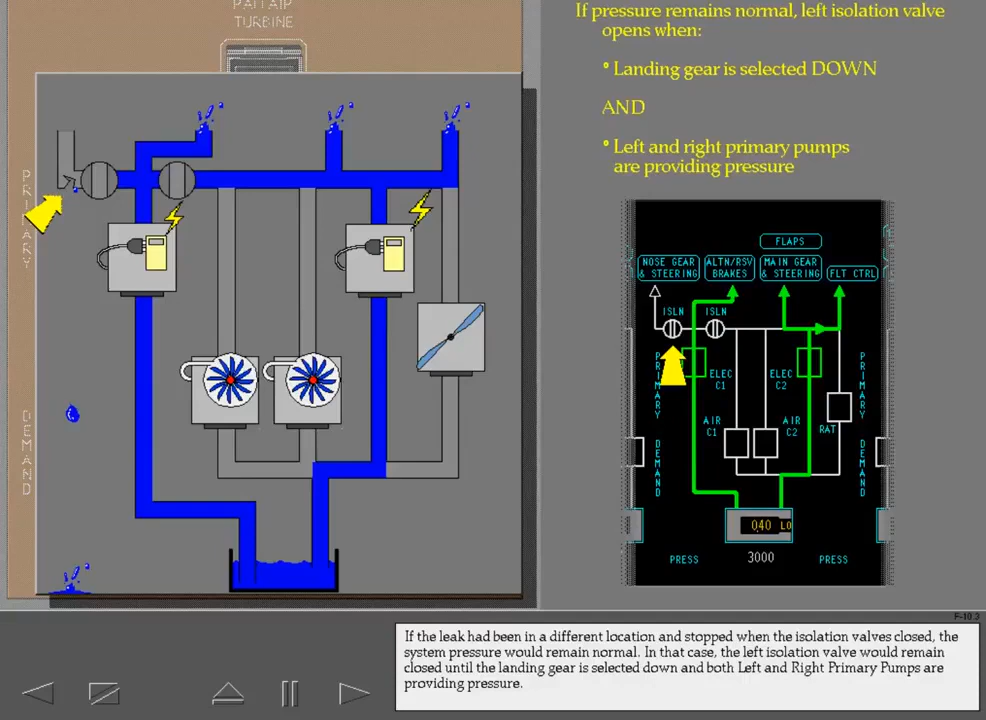 RAT/AIR
TURBINE
If pressure remains normal, left isolation valve
opens when:
° Landing gear is selected DOWN
AND
° Left and right primary pumps
are providing pressure
PRIMARY
DEMAND
FLAPS
NOSE GEAR
& STEERING
ALTN/RSV
BRAKES
MAIN GEAR
& STEERING
FLT CTRL
ISLN
ISLN
PRIMARY
ELEC
C1
ELEC
C2
PRIMARY
AIR
C1
AIR
C2
RAT
DEMAND
DEMAND
0.40 LO
PRESS
3000
PRESS
F-10.3
If the leak had been in a different location and stopped when the isolation valves closed, the
system pressure would remain normal. In that case, the left isolation valve would remain
closed until the landing gear is selected down and both Left and Right Primary Pumps are
providing pressure.